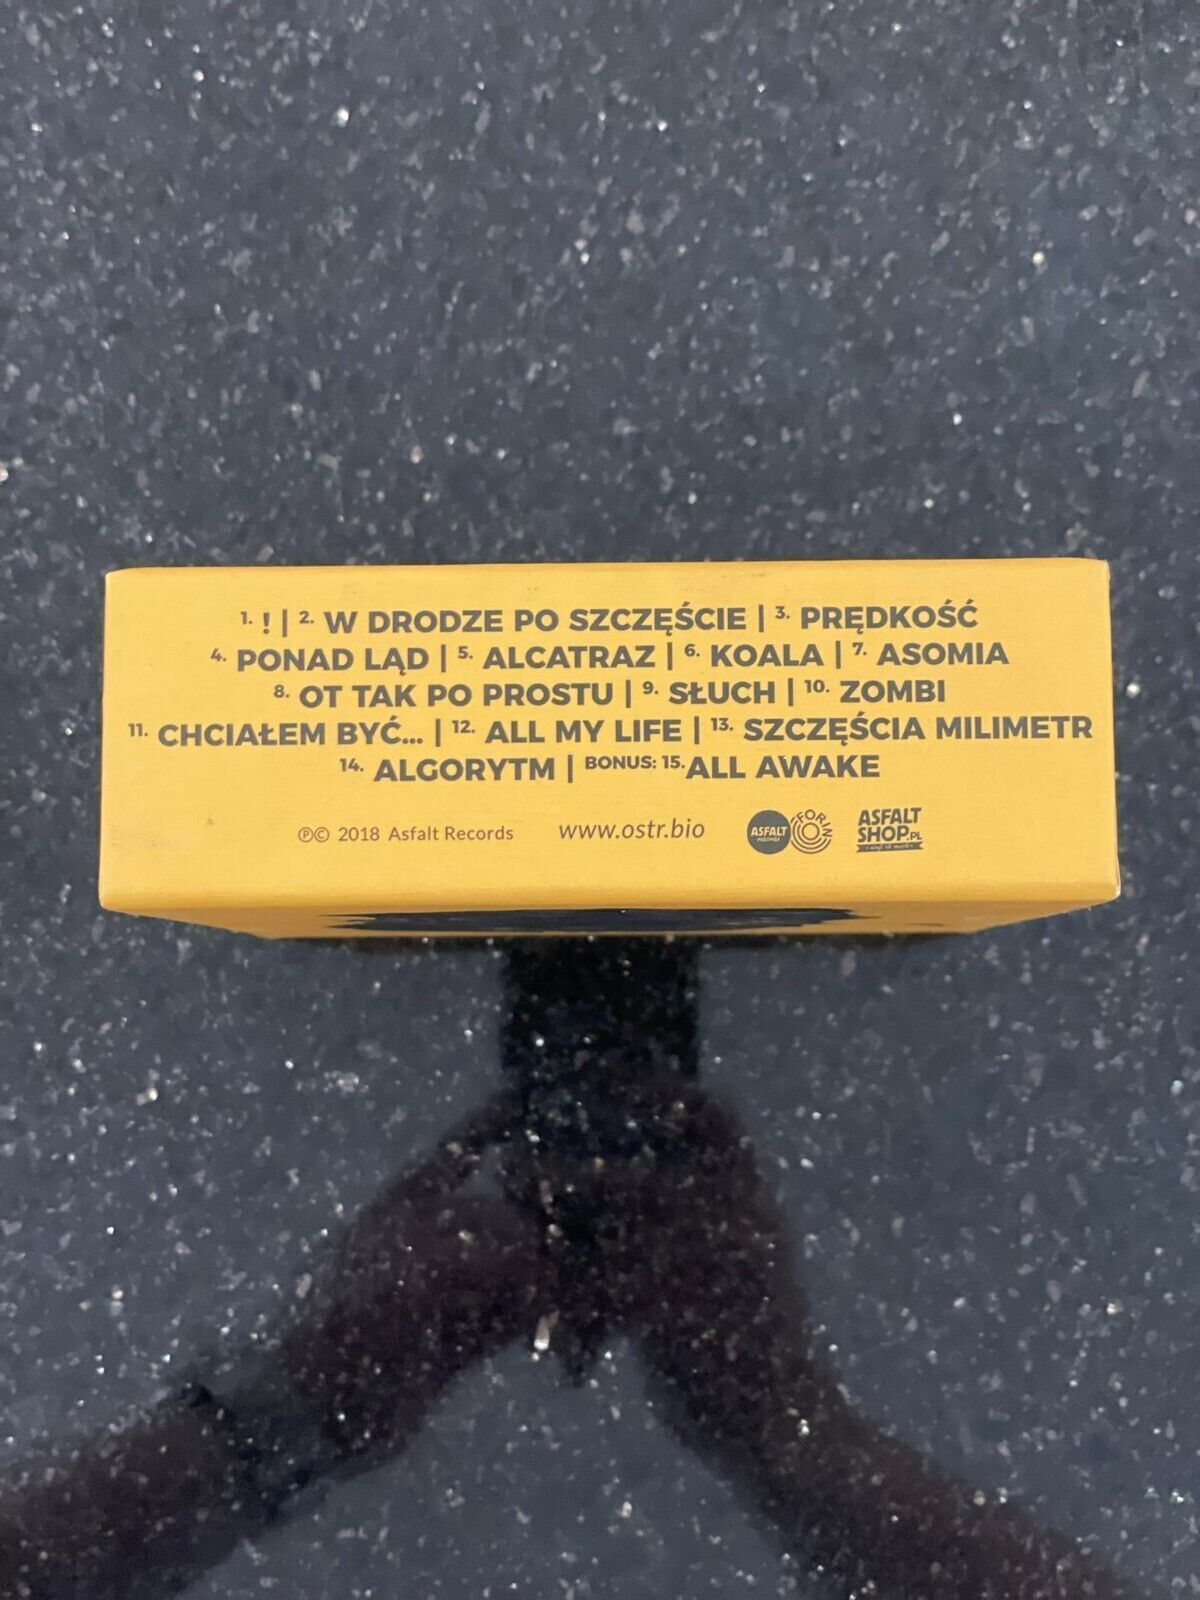 1. ! | 2. W DRODZE PO SZCZĘŚCIE | 3. PRĘDKOŚĆ
4. PONAD LĄD | 5. ALCATRAZ | 6. KOALA | 7. ASOMIA
8. OT TAK PO PROSTU | 9. SŁUCH | 10. ZOMBI
11. CHCIAŁEM BYĆ... | 12. ALL MY LIFE | 13. SZCZĘŚCIA MILIMETR
14. ALGORYTM | BONUS: 15. ALL AWAKE
℗© 2018 Asfalt Records www.ostr.bio
ASFALT
RECORDS
ASFALT
SHOP.PL